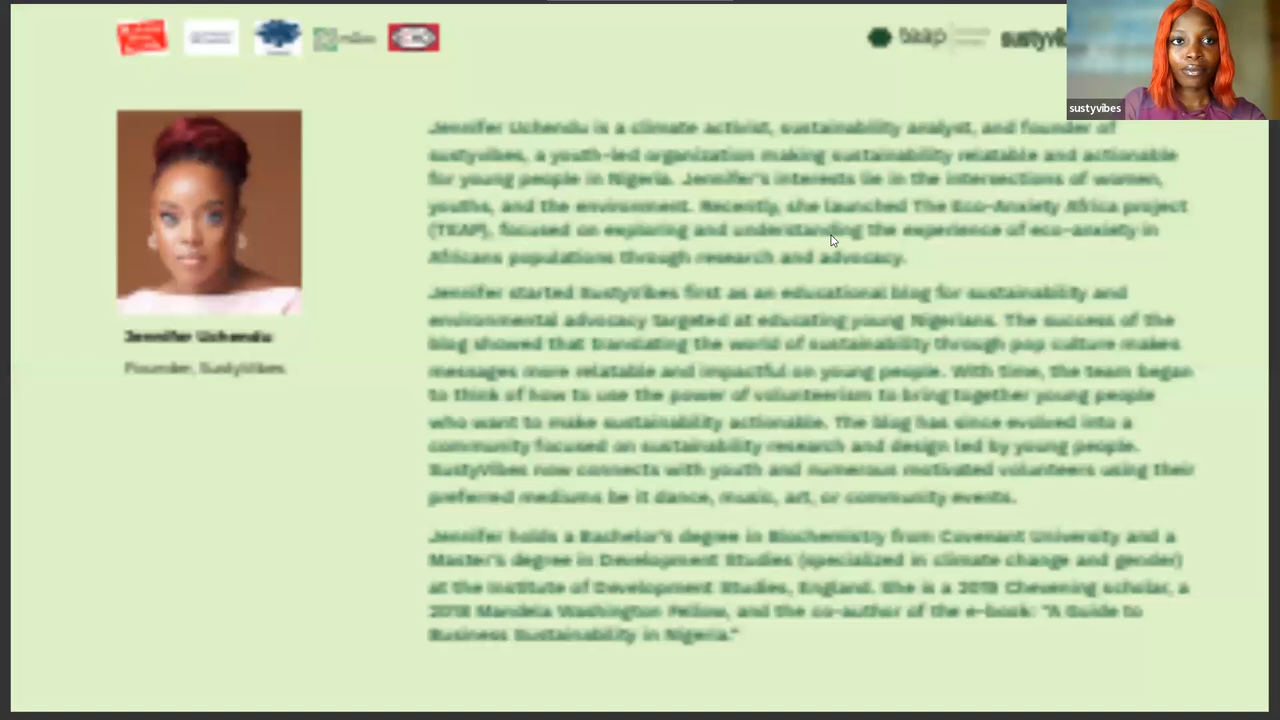 teap
sustyvib
sustyvibes
Jennifer Uchendu is a climate activist, sustainability analyst, and founder of
sustyvibes, a youth-led organization making sustainability relatable and actionable
for young people in Nigeria. Jennifer's interests lie in the intersections of women,
youths, and the environment. Recently, she launched The Eco-Anxiety Africa project
(TEAP), focused on exploring and understanding the experience of eco-anxiety in
Africans populations through research and advocacy.
Jennifer started SustyVibes first as an educational blog for sustainability and
environmental advocacy targeted at educating young Nigerians. The success of the
blog showed that translating the world of sustainability through pop culture makes
messages more relatable and impactful on young people. With time, the team began
to think of how to use the power of volunteerism to bring together young people
who want to make sustainability actionable. The blog has since evolved into a
community focused on sustainability research and design led by young people.
SustyVibes now connects with youth and numerous motivated volunteers using their
preferred mediums be it dance, music, art, or community events.
Jennifer holds a Bachelor's degree in Biochemistry from Covenant University and a
Master's degree in Development Studies (specialized in climate change and gender)
at the Institute of Development Studies, England. She is a 2019 Chevening scholar, a
2018 Mandela Washington Fellow, and the co-author of the e-book: "A Guide to
Business Sustainability in Nigeria."
Jennifer Uchendu
Founder, SustyVibes